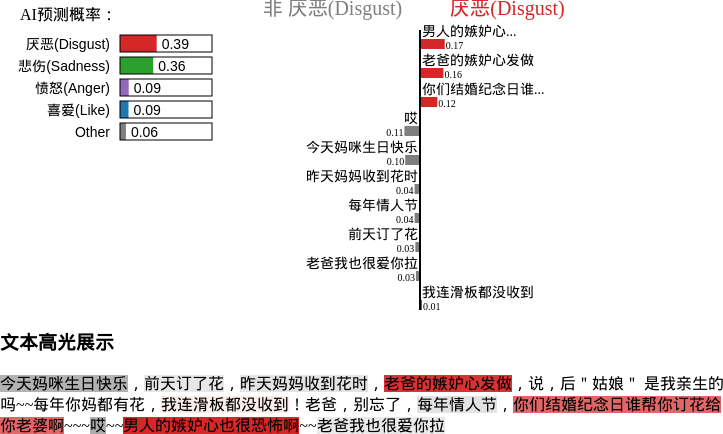 AI预测概率：
厌恶(Disgust) 0.39
悲伤(Sadness) 0.36
愤怒(Anger) 0.09
喜爱(Like) 0.09
Other 0.06
非 厌恶(Disgust) 厌恶(Disgust)
男人的嫉妒心...
0.17
老爸的嫉妒心发做
0.16
你们结婚纪念日谁...
0.12
哎
0.11
今天妈咪生日快乐
0.10
昨天妈妈收到花时
0.04
每年情人节
0.04
前天订了花
0.03
老爸我也很爱你拉
0.03
我连滑板都没收到
0.01
文本高光展示
今天妈咪生日快乐，前天订了花，昨天妈妈收到花时，老爸的嫉妒心发做，说，后＂姑娘＂ 是我亲生的
吗~~每年你妈都有花，我连滑板都没收到！老爸，别忘了，每年情人节，你们结婚纪念日谁帮你订花给
你老婆啊~~~哎~~男人的嫉妒心也很恐怖啊~~老爸我也很爱你拉